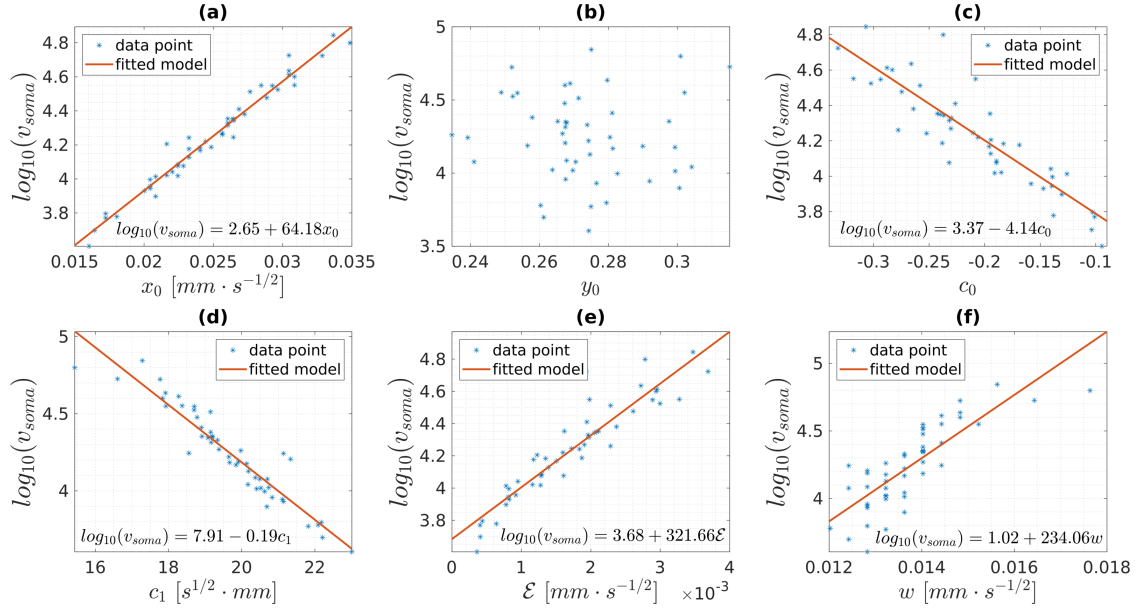 (a)
log10(vsoma)
4.8
4.6
4.4
4.2
4
3.8
data point
fitted model
log10(vsoma) = 2.65 + 64.18x0
0.015 0.02 0.025 0.03 0.035
x0 [mm · s−1/2]
(b)
log10(vsoma)
5
4.5
4
3.5
0.24 0.26 0.28 0.3
y0
(c)
log10(vsoma)
4.8
4.6
4.4
4.2
4
3.8
data point
fitted model
log10(vsoma) = 3.37 − 4.14c0
-0.3 -0.25 -0.2 -0.15 -0.1
c0
(d)
log10(vsoma)
5
4.5
4
data point
fitted model
log10(vsoma) = 7.91 − 0.19c1
16 18 20 22
c1 [s1/2 · mm]
(e)
log10(vsoma)
4.8
4.6
4.4
4.2
4
3.8
data point
fitted model
log10(vsoma) = 3.68 + 321.66ℰ
0 1 2 3 4
ℰ [mm · s−1/2] ×10−3
(f)
log10(vsoma)
5
4.5
4
data point
fitted model
log10(vsoma) = 1.02 + 234.06w
0.012 0.014 0.016 0.018
w [mm · s−1/2]